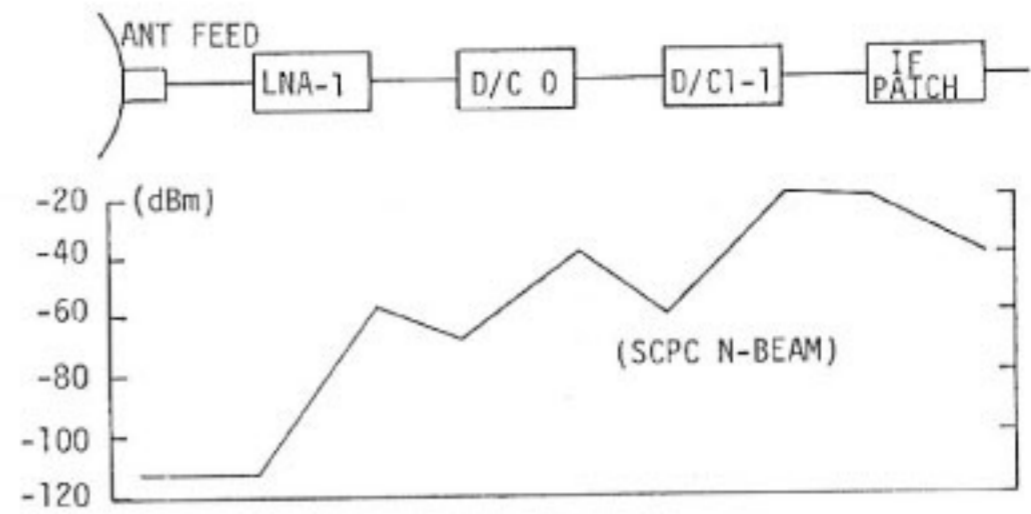 ANT FEED
LNA-1
D/C 0
D/C1-1
IF
PATCH
-20
(dBm)
-40
-60
-80
-100
-120
(SCPC N-BEAM)